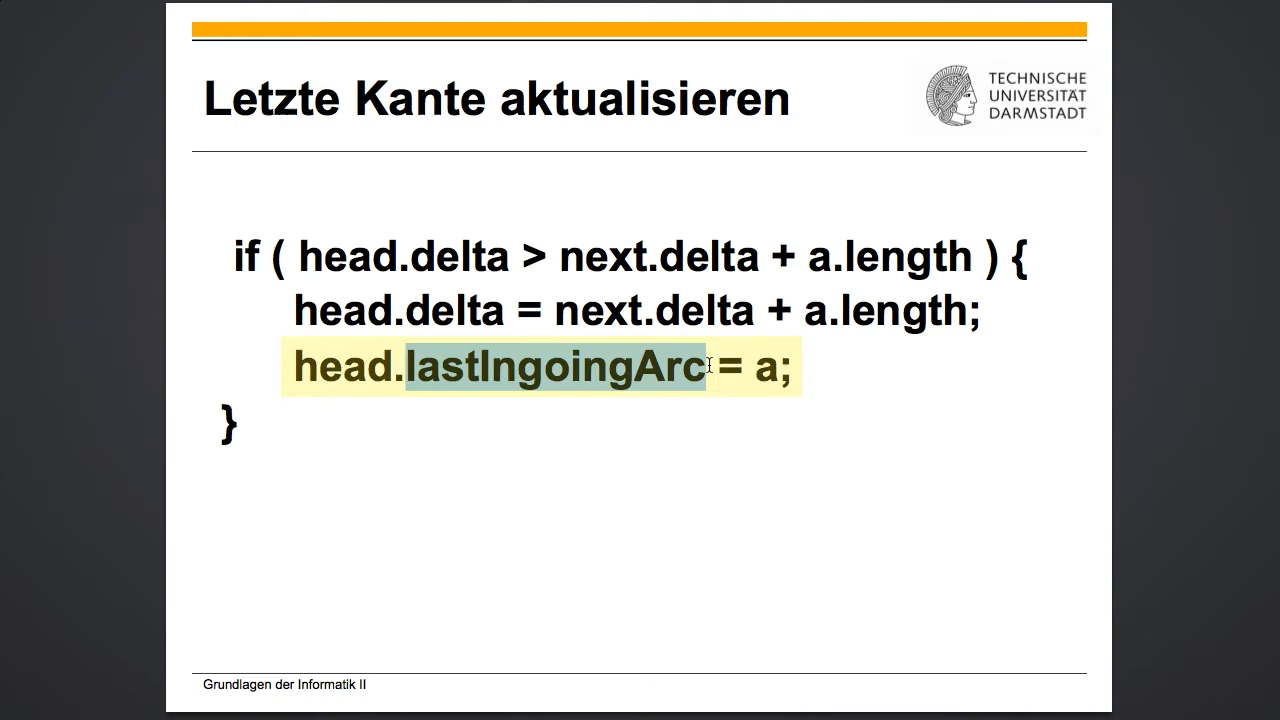 Letzte Kante aktualisieren
TECHNISCHE
UNIVERSITÄT
DARMSTADT
if ( head.delta > next.delta + a.length ) {
head.delta = next.delta + a.length;
head.lastIngoingArc = a;
}
Grundlagen der Informatik II